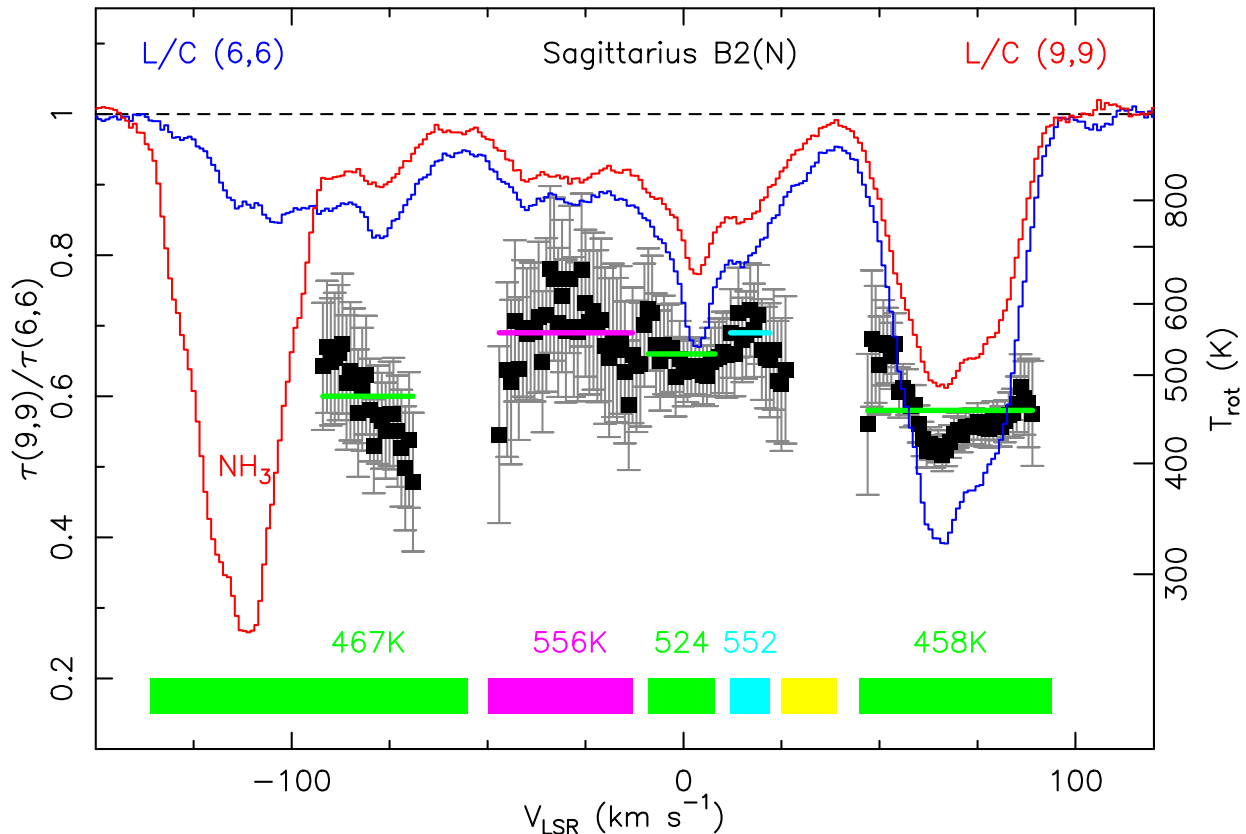 L/C (6,6) Sagittarius B2(N) L/C (9,9)
1
0.8
0.6
0.4
0.2
τ(9,9)/τ(6,6)
800
600
500
400
300
T_rot (K)
NH₃
467K 556K 524 552 458K
−100 0 100
V_LSR (km s⁻¹)